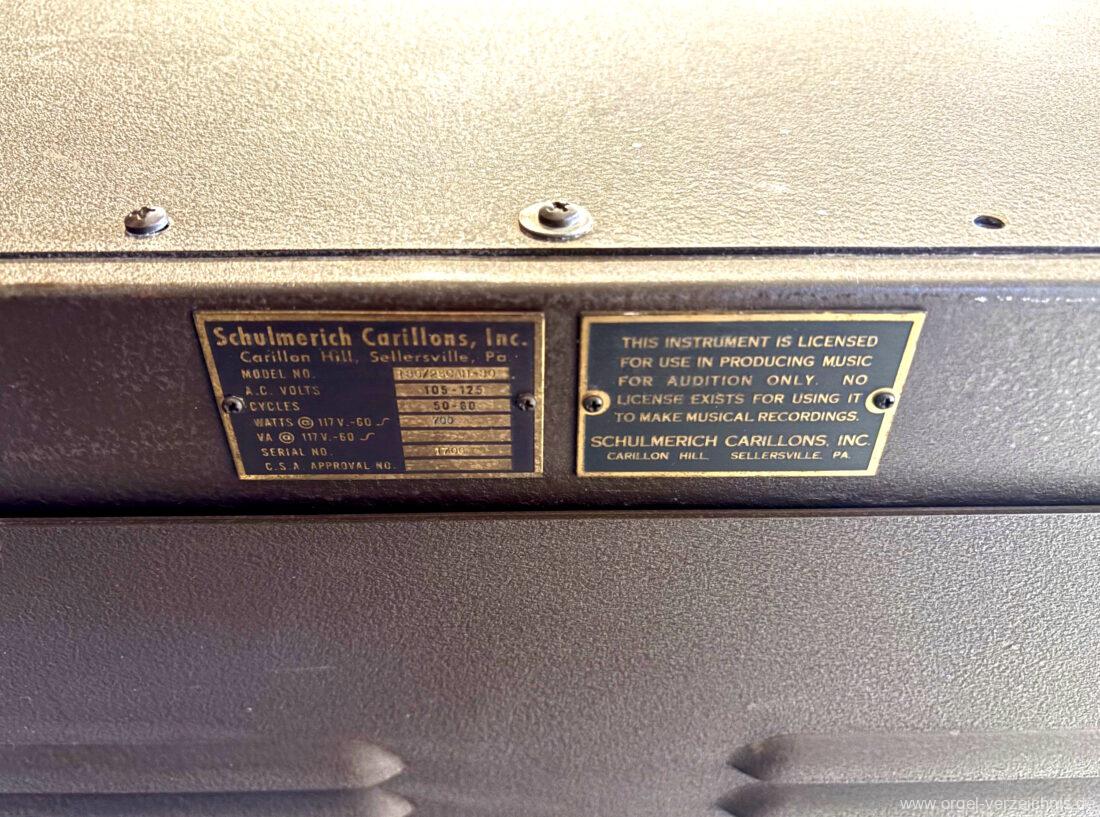 Schulmerich Carillons, Inc.
Carillon Hill, Sellersville, Pa.
MODEL NO.
A.C. VOLTS 105-125
CYCLES 50-60
WATTS @ 117 V.-60 700
VA @ 117 V.-60
SERIAL NO.
C.S.A. APPROVAL NO.
THIS INSTRUMENT IS LICENSED
FOR USE IN PRODUCING MUSIC
FOR AUDITION ONLY. NO
LICENSE EXISTS FOR USING IT
TO MAKE MUSICAL RECORDINGS.
SCHULMERICH CARILLONS, INC.
CARILLON HILL, SELLERSVILLE, PA.
www.orgel-verzeichnis.de